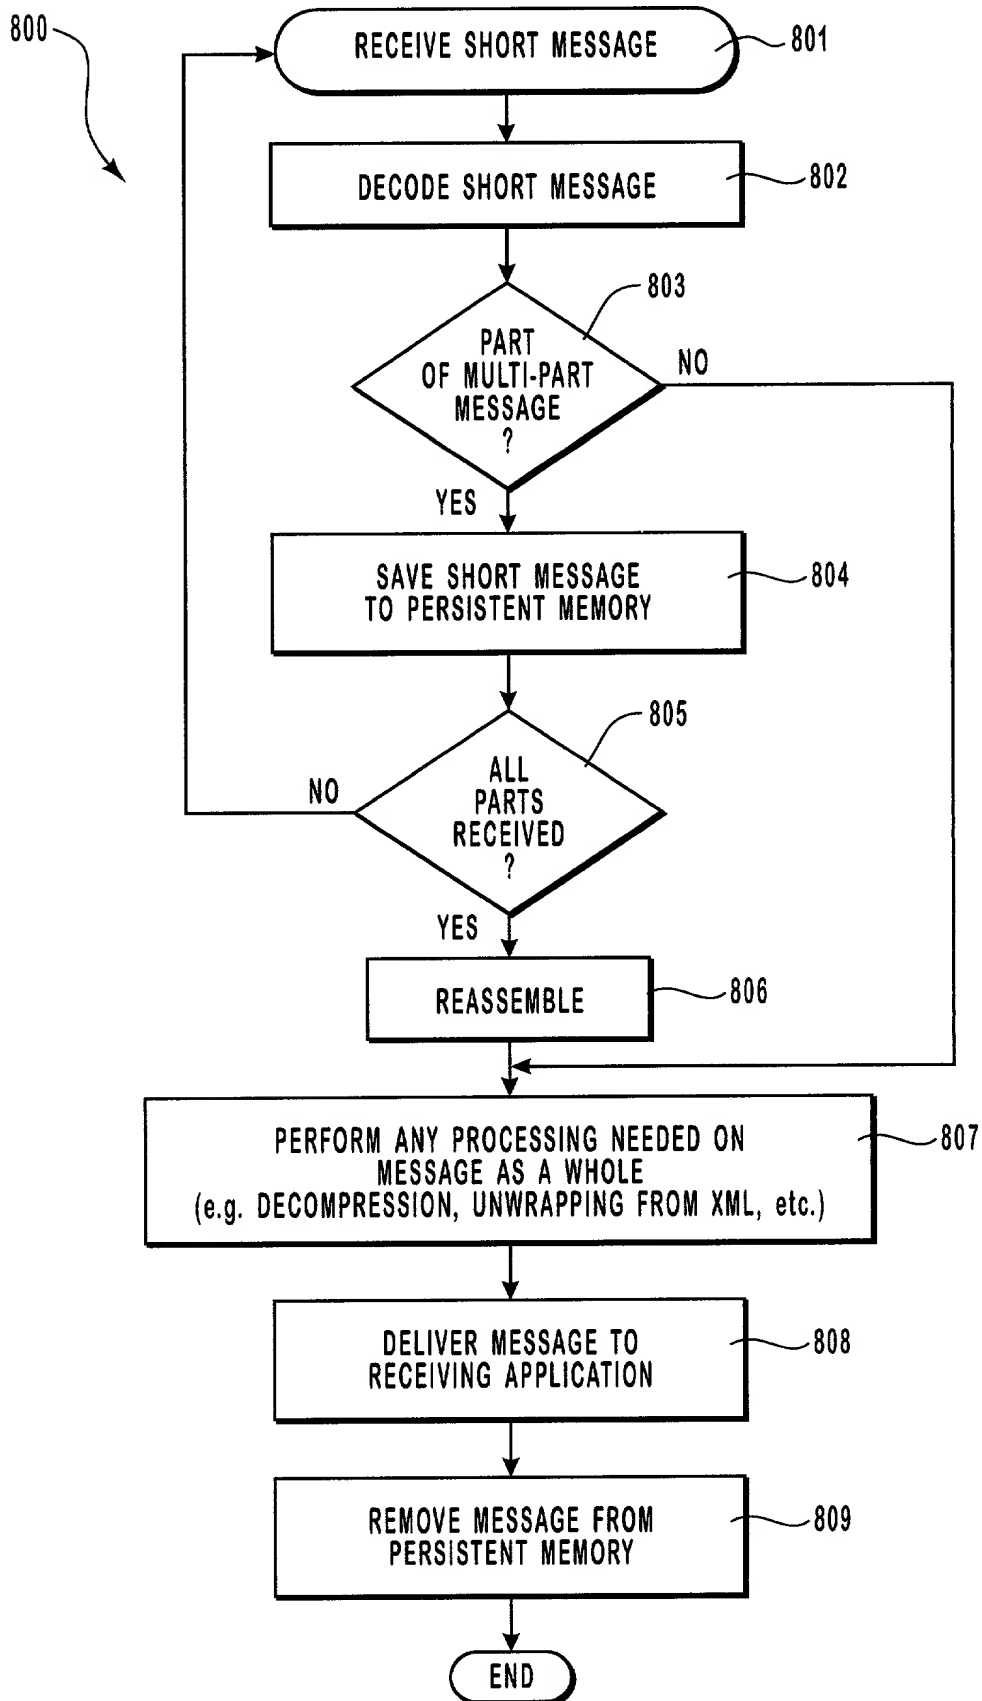 800
RECEIVE SHORT MESSAGE
801
DECODE SHORT MESSAGE
802
803
PART
OF MULTI-PART
MESSAGE
?
NO
YES
SAVE SHORT MESSAGE
TO PERSISTENT MEMORY
804
805
ALL
PARTS
RECEIVED
?
NO
YES
REASSEMBLE
806
PERFORM ANY PROCESSING NEEDED ON
MESSAGE AS A WHOLE
(e.g. DECOMPRESSION, UNWRAPPING FROM XML, etc.)
807
DELIVER MESSAGE TO
RECEIVING APPLICATION
808
REMOVE MESSAGE FROM
PERSISTENT MEMORY
809
END